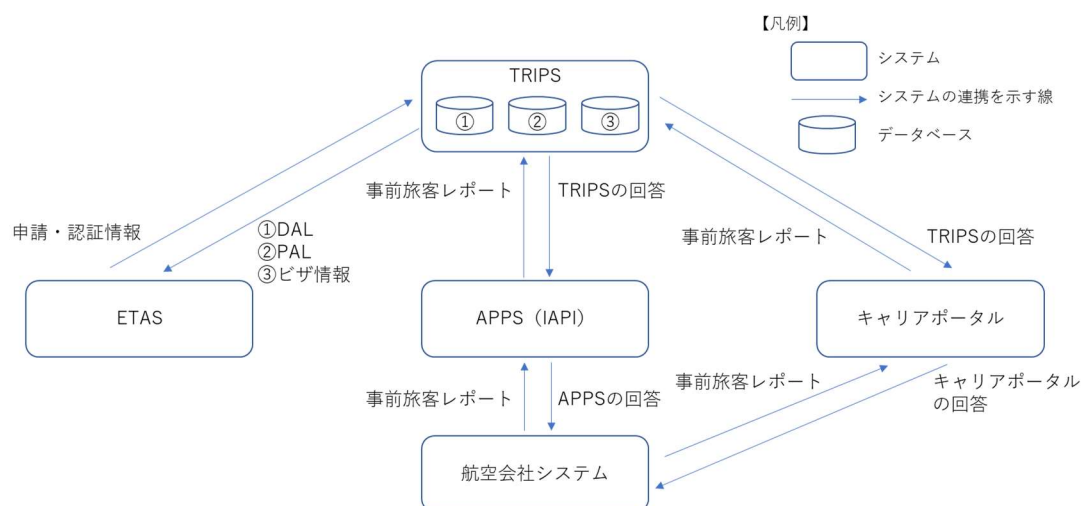 【凡例】
システム
システムの連携を示す線
データベース
TRIPS
①
②
③
事前旅客レポート
TRIPSの回答
申請・認証情報
①DAL
②PAL
③ビザ情報
事前旅客レポート
TRIPSの回答
ETAS
APPS（IAPI）
キャリアポータル
事前旅客レポート
APPSの回答
事前旅客レポート
キャリアポータル
の回答
航空会社システム